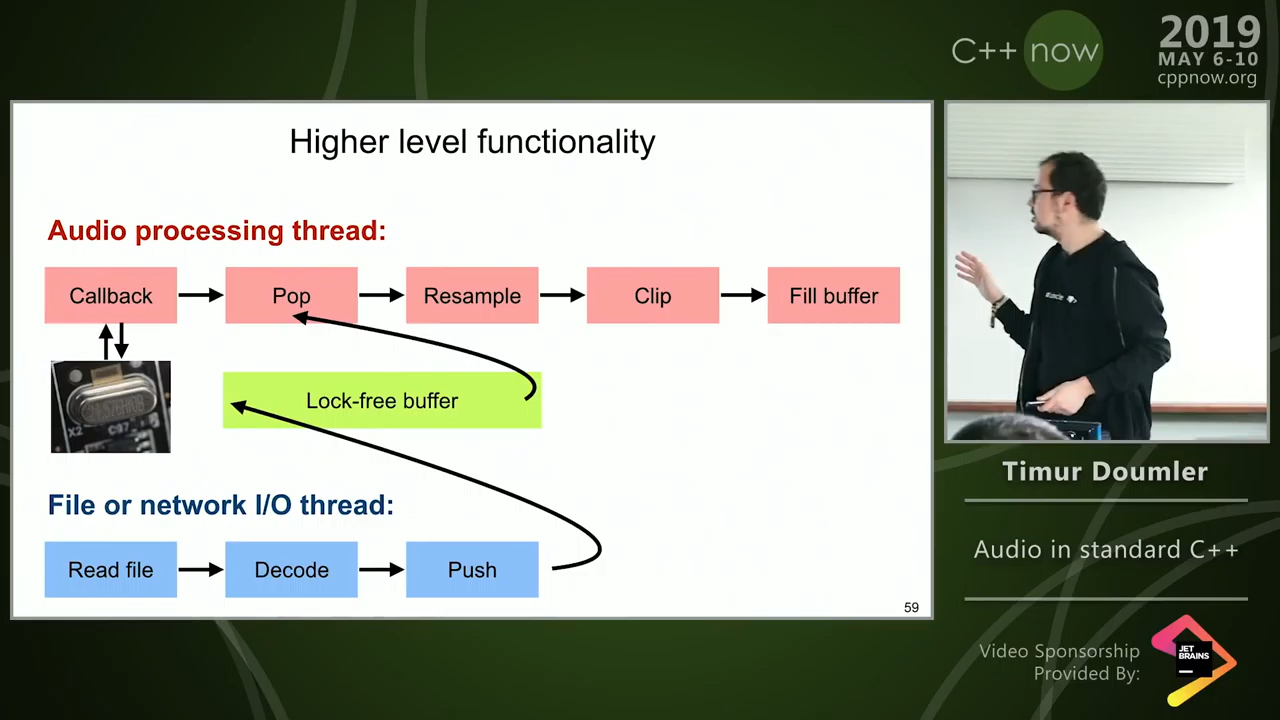 C++ now
2019
MAY 6-10
cppnow.org
Higher level functionality
Audio processing thread:
Callback
Pop
Resample
Clip
Fill buffer
Lock-free buffer
X2
C97
File or network I/O thread:
Read file
Decode
Push
59
Timur Doumler
Audio in standard C++
Video Sponsorship
Provided By:
JET
BRAINS